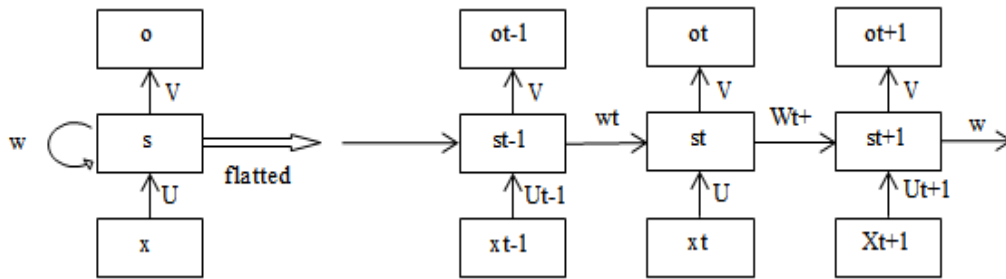 o ot-1 ot ot+1
V V V V
w s st-1 wt st Wt+ st+1 w
flatted
U Ut-1 U Ut+1
x xt-1 xt Xt+1